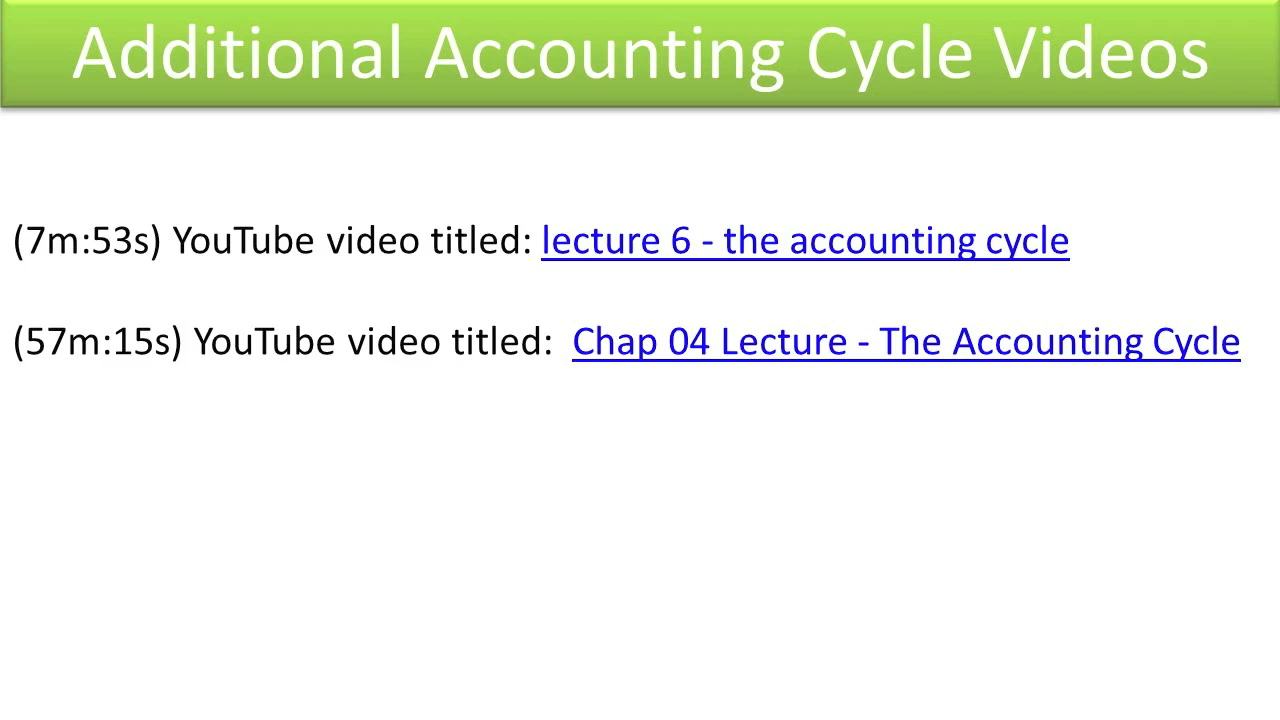 Additional Accounting Cycle Videos
(7m:53s) YouTube video titled: lecture 6 - the accounting cycle
(57m:15s) YouTube video titled: Chap 04 Lecture - The Accounting Cycle